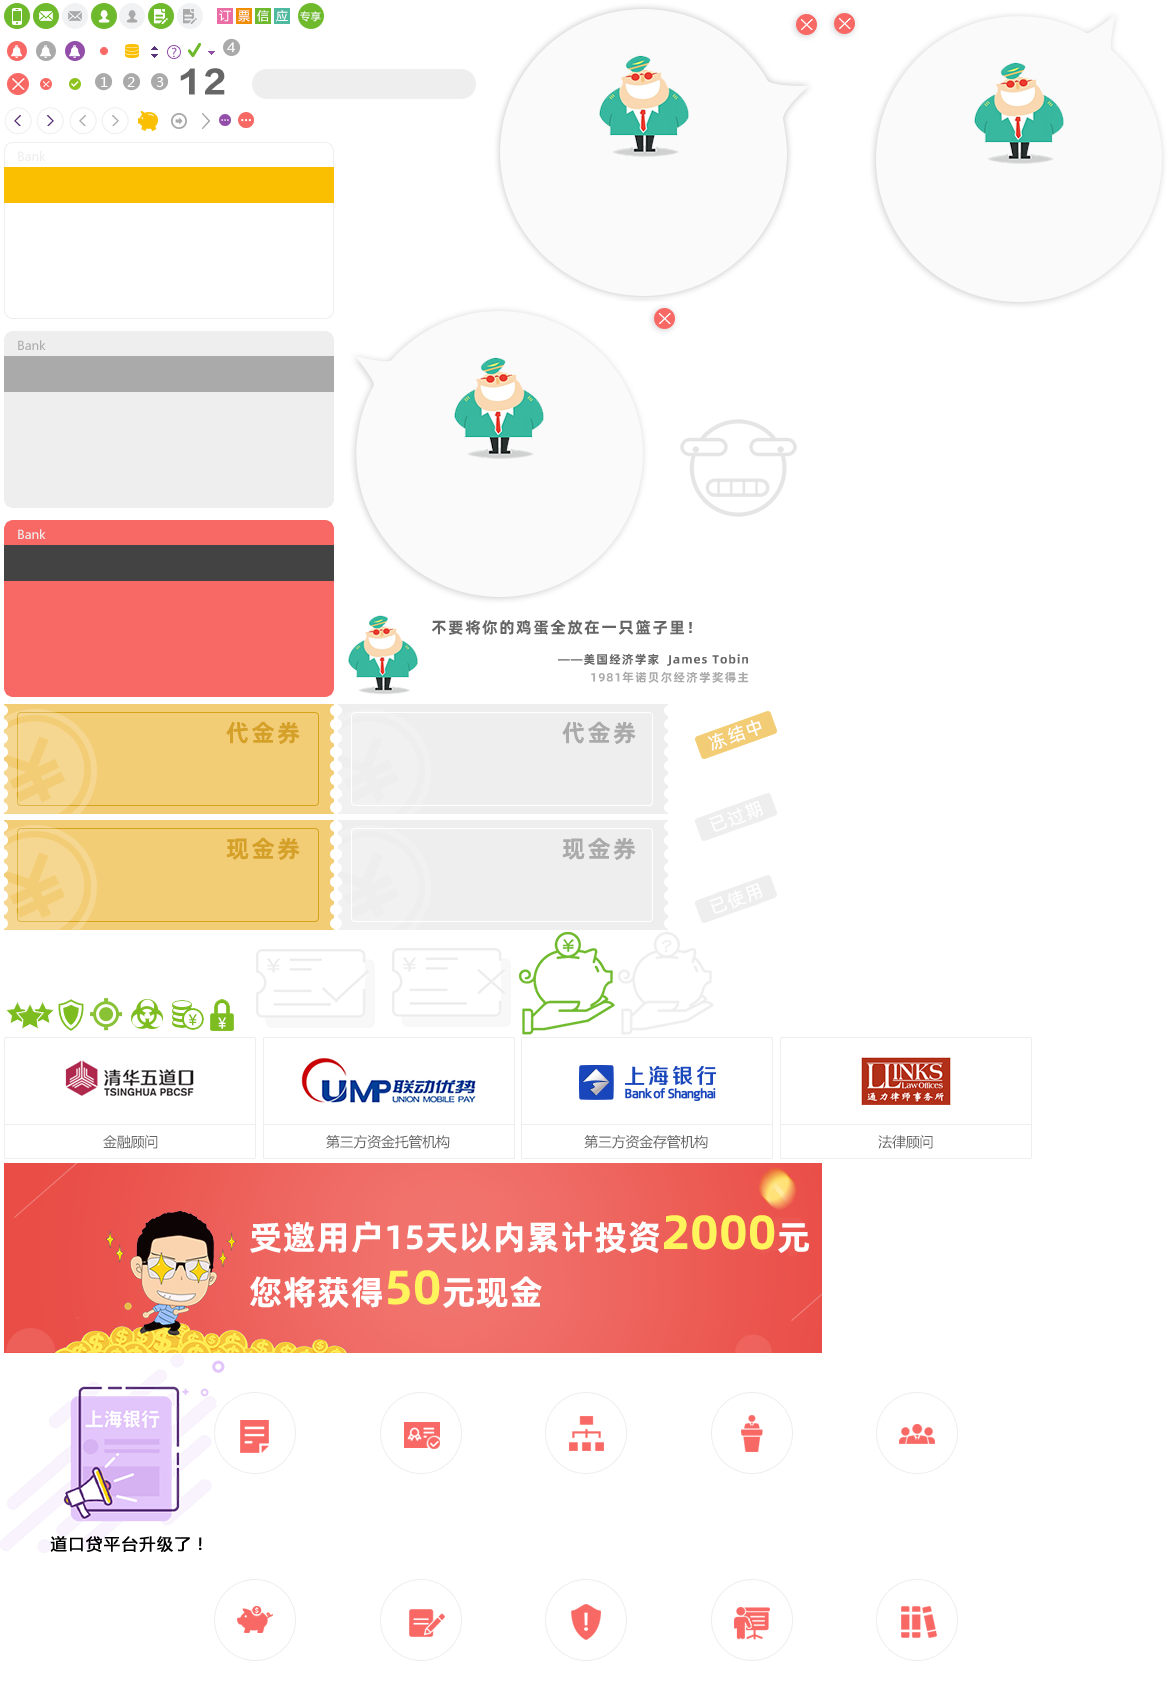 订 票 信 应 专享
4
1 2 3 12
Bank
Bank
Bank
不要将你的鸡蛋全放在一只篮子里!
——美国经济学家 James Tobin
1981年诺贝尔经济学奖得主
代金券
代金券
冻结中
已过期
现金券
现金券
已使用
清华五道口
TSINGHUA PBCSF
UMP 联动优势
UNION MOBILE PAY
上海银行
Bank of Shanghai
LLINKS
Law Offices
通力律师事务所
金融顾问
第三方资金托管机构
第三方资金存管机构
法律顾问
受邀用户15天以内累计投资2000元
您将获得50元现金
上海银行
道口贷平台升级了!